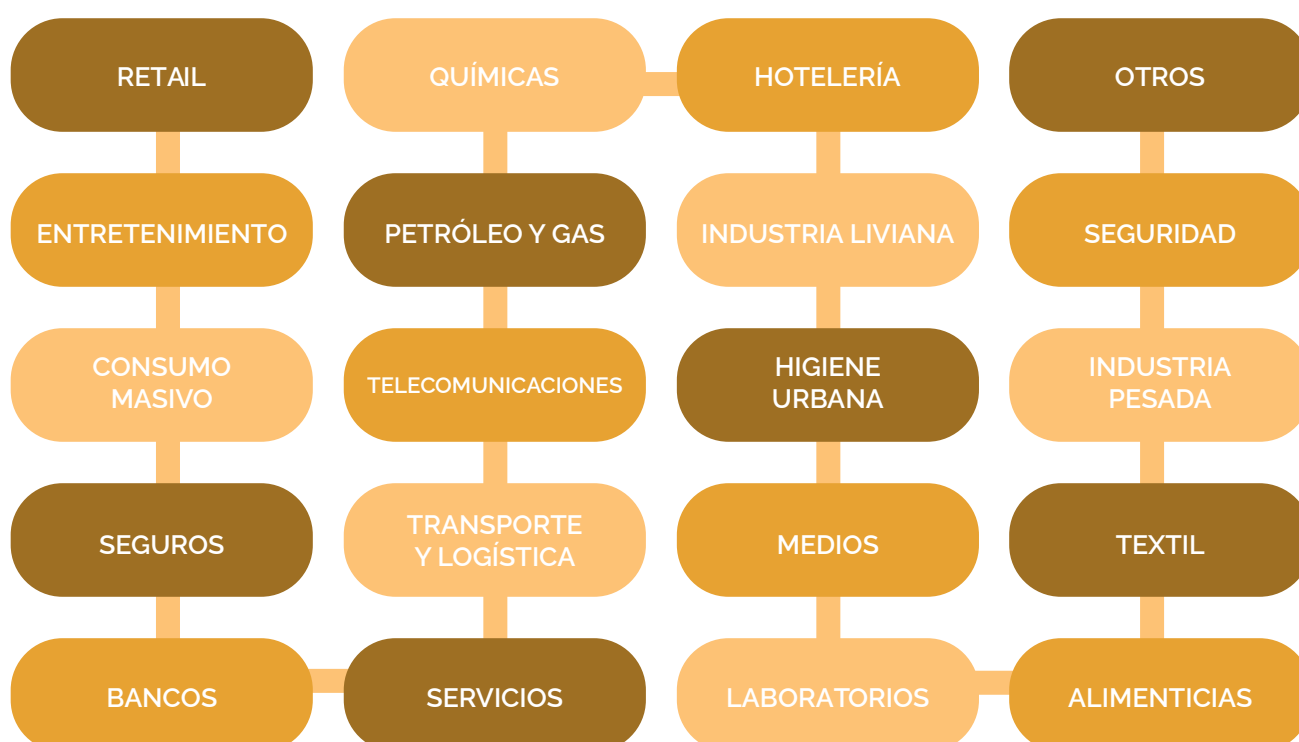 RETAIL
QUÍMICAS
HOTELERÍA
OTROS
ENTRETENIMIENTO
PETRÓLEO Y GAS
INDUSTRIA LIVIANA
SEGURIDAD
CONSUMO
MASIVO
TELECOMUNICACIONES
HIGIENE
URBANA
INDUSTRIA
PESADA
SEGUROS
TRANSPORTE
Y LOGÍSTICA
MEDIOS
TEXTIL
BANCOS
SERVICIOS
LABORATORIOS
ALIMENTICIAS